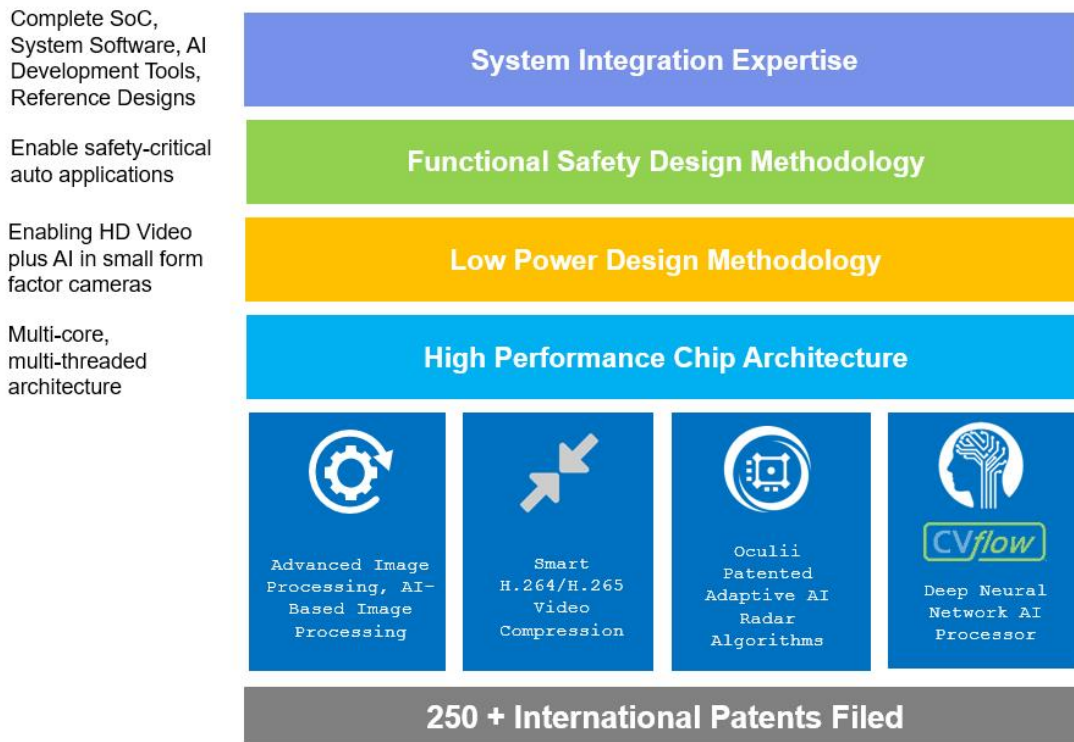 Complete SoC,
System Software, AI
Development Tools,
Reference Designs
System Integration Expertise
Enable safety-critical
auto applications
Functional Safety Design Methodology
Enabling HD Video
plus AI in small form
factor cameras
Low Power Design Methodology
Multi-core,
multi-threaded
architecture
High Performance Chip Architecture
Advanced Image
Processing, AI-
Based Image
Processing
Smart
H.264/H.265
Video
Compression
Oculii
Patented
Adaptive AI
Radar
Algorithms
CVflow
Deep Neural
Network AI
Processor
250 + International Patents Filed